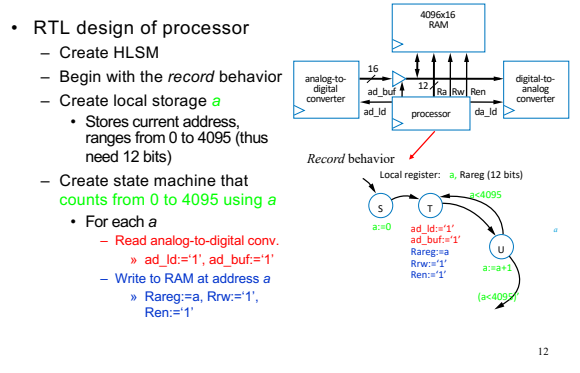 • RTL design of processor
– Create HLSM
– Begin with the record behavior
– Create local storage a
• Stores current address,
ranges from 0 to 4095 (thus
need 12 bits)
– Create state machine that
counts from 0 to 4095 using a
• For each a
– Read analog-to-digital conv.
» ad_ld:=‘1’, ad_buf:=‘1’
– Write to RAM at address a
» Rareg:=a, Rrw:=‘1’,
Ren:=‘1’
4096x16
RAM
16
analog-to-
digital
converter
ad_buf
12
Ra
Rw
Ren
ad_ld
processor
da_ld
digital-to-
analog
converter
Record behavior
Local register: a, Rareg (12 bits)
a<4095
S
T
a:=0
ad_ld:=‘1’
ad_buf:=‘1’
Rareg:=a
Rrw:=‘1’
Ren:=‘1’
U
a:=a+1
(a<4095)’
a
12